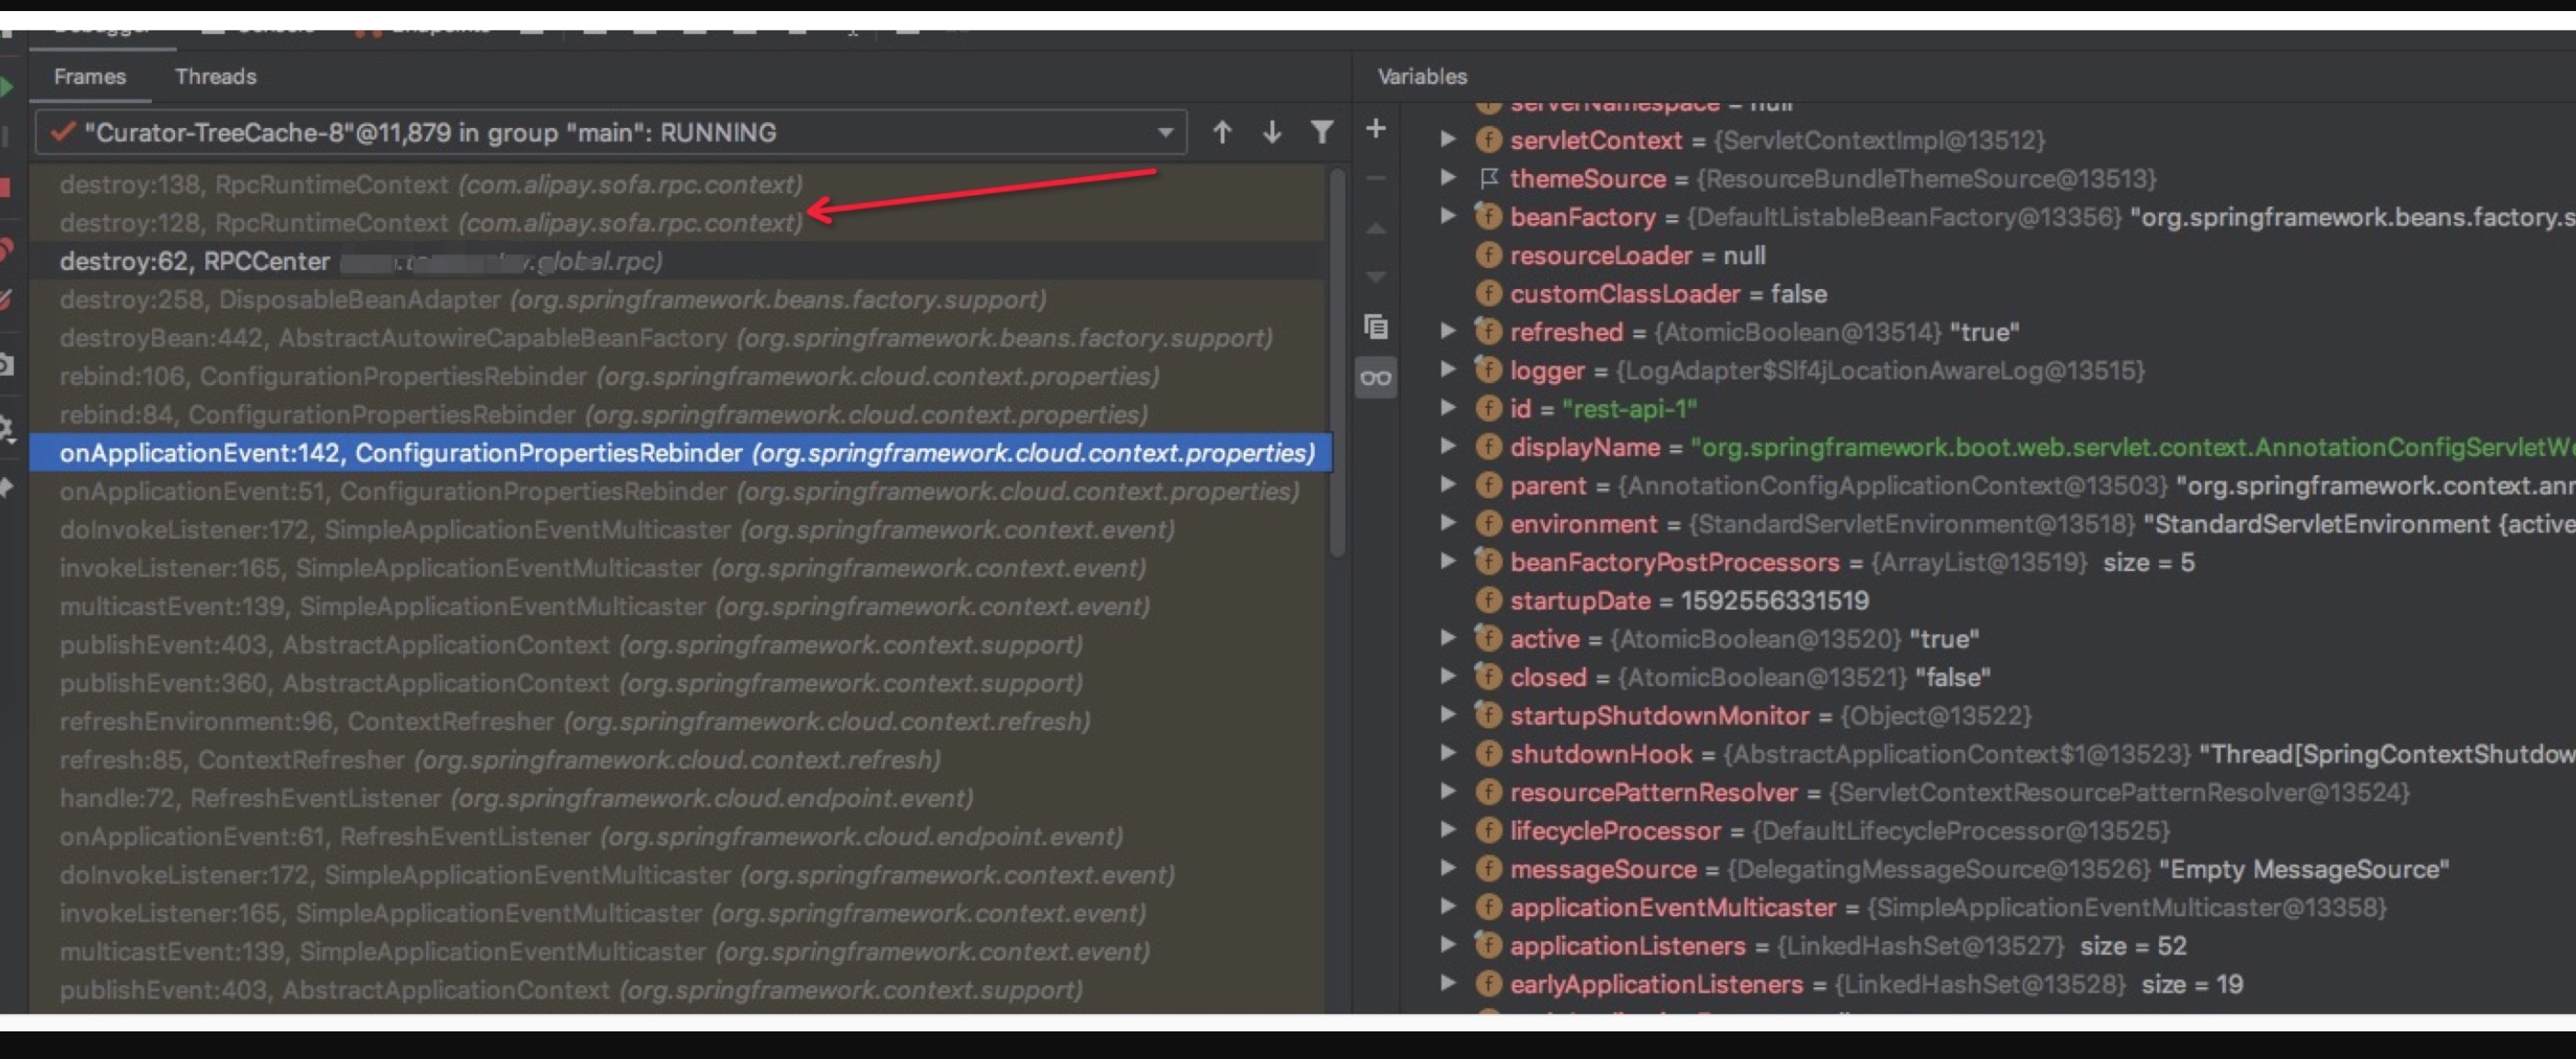 Frames Threads
"Curator-TreeCache-8"@11,879 in group "main": RUNNING
destroy:138, RpcRuntimeContext (com.alipay.sofa.rpc.context)
destroy:128, RpcRuntimeContext (com.alipay.sofa.rpc.context)
destroy:62, RPCCenter .global.rpc)
destroy:258, DisposableBeanAdapter (org.springframework.beans.factory.support)
destroyBean:442, AbstractAutowireCapableBeanFactory (org.springframework.beans.factory.support)
rebind:106, ConfigurationPropertiesRebinder (org.springframework.cloud.context.properties)
rebind:84, ConfigurationPropertiesRebinder (org.springframework.cloud.context.properties)
onApplicationEvent:142, ConfigurationPropertiesRebinder (org.springframework.cloud.context.properties)
onApplicationEvent:51, ConfigurationPropertiesRebinder (org.springframework.cloud.context.properties)
doInvokeListener:172, SimpleApplicationEventMulticaster (org.springframework.context.event)
invokeListener:165, SimpleApplicationEventMulticaster (org.springframework.context.event)
multicastEvent:139, SimpleApplicationEventMulticaster (org.springframework.context.event)
publishEvent:403, AbstractApplicationContext (org.springframework.context.support)
publishEvent:360, AbstractApplicationContext (org.springframework.context.support)
refreshEnvironment:96, ContextRefresher (org.springframework.cloud.context.refresh)
refresh:85, ContextRefresher (org.springframework.cloud.context.refresh)
handle:72, RefreshEventListener (org.springframework.cloud.endpoint.event)
onApplicationEvent:61, RefreshEventListener (org.springframework.cloud.endpoint.event)
doInvokeListener:172, SimpleApplicationEventMulticaster (org.springframework.context.event)
invokeListener:165, SimpleApplicationEventMulticaster (org.springframework.context.event)
multicastEvent:139, SimpleApplicationEventMulticaster (org.springframework.context.event)
publishEvent:403, AbstractApplicationContext (org.springframework.context.support)
Variables
serverNamespace = null
servletContext = {ServletContextImpl@13512}
themeSource = {ResourceBundleThemeSource@13513}
beanFactory = {DefaultListableBeanFactory@13356} "org.springframework.beans.factory.s
resourceLoader = null
customClassLoader = false
refreshed = {AtomicBoolean@13514} "true"
logger = {LogAdapter$Slf4jLocationAwareLog@13515}
id = "rest-api-1"
displayName = "org.springframework.boot.web.servlet.context.AnnotationConfigServletWe
parent = {AnnotationConfigApplicationContext@13503} "org.springframework.context.ann
environment = {StandardServletEnvironment@13518} "StandardServletEnvironment {active
beanFactoryPostProcessors = {ArrayList@13519} size = 5
startupDate = 1592556331519
active = {AtomicBoolean@13520} "true"
closed = {AtomicBoolean@13521} "false"
startupShutdownMonitor = {Object@13522}
shutdownHook = {AbstractApplicationContext$1@13523} "Thread[SpringContextShutdow
resourcePatternResolver = {ServletContextResourcePatternResolver@13524}
lifecycleProcessor = {DefaultLifecycleProcessor@13525}
messageSource = {DelegatingMessageSource@13526} "Empty MessageSource"
applicationEventMulticaster = {SimpleApplicationEventMulticaster@13358}
applicationListeners = {LinkedHashSet@13527} size = 52
earlyApplicationListeners = {LinkedHashSet@13528} size = 19